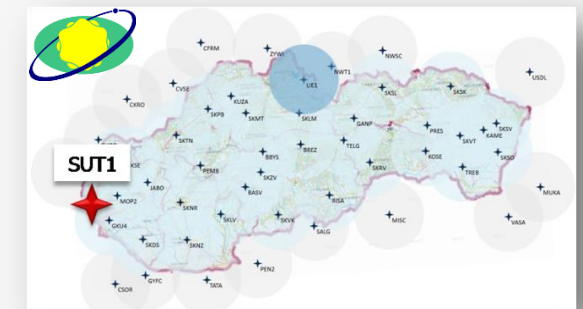 CFRM
ZYWI
NWSC
NWT1
USDL
LIE1
CVSE
KUZA
SKSL
SKSK
CKRO
SKPB
SKMT
SKLM
GANP
PRES
SKSV
KAME
SKVT
SKTN
TELG
BREZ
BBYS
KOSE
SKSO
SUT1
SKRV
TREB
PEMB
SKZV
JABO
BASV
MUKA
MOP2
RISA
SKNR
SKLV
SKVK
MISC
VASA
GKU4
SALG
SKDS
SKNZ
PEN2
GYFC
TATA
CSOR